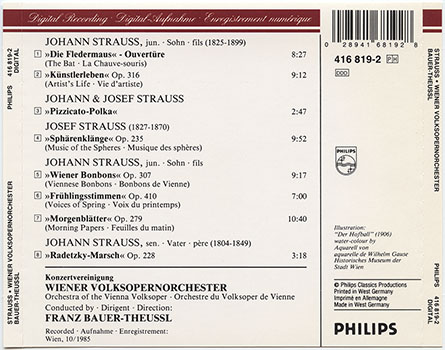 Digital Recording · Digital-Aufnahme · Enregistrement numérique
STRAUSS • WIENER VOLKSOPERNORCHESTER
BAUER-THEUSSL
PHILIPS
416 819-2
DIGITAL
JOHANN STRAUSS, jun. · Sohn · fils (1825-1899)
1 »Die Fledermaus« - Ouvertüre 8:27
(The Bat · La Chauve-souris)
2 »Künstlerleben« Op. 316 9:12
(Artist's Life · Vie d'artiste)
JOHANN & JOSEF STRAUSS
3 »Pizzicato-Polka«
JOSEF STRAUSS (1827-1870)
4 »Sphärenklänge« Op. 235 9:52
(Music of the Spheres · Musique des sphères)
JOHANN STRAUSS, jun. · Sohn · fils
5 »Wiener Bonbons« Op. 307 9:17
(Viennese Bonbons · Bonbons de Vienne)
6 »Frühlingsstimmen« Op. 410 7:00
(Voices of Spring · Voix du printemps)
7 »Morgenblätter« Op. 279 10:40
(Morning Papers · Feuilles du matin)
JOHANN STRAUSS, sen. · Vater · père (1804-1849)
8 »Radetzky-Marsch« Op. 228 3:18
Konzertvereinigung
WIENER VOLKSOPERNORCHESTER
Orchestra of the Vienna Volksoper · Orchestre du Volksoper de Vienne
Conducted by · Dirigent · Direction:
FRANZ BAUER-THEUSSL
Recorded · Aufnahme · Enregistrement:
Wien, 10/1985
0 28941 68192 8
416 819-2 PH
DDD
PHILIPS
Illustration:
"Der Hofball" (1906)
water-colour by
Aquarell von
aquarelle de Wilhelm Gause
Historisches Museum der
Stadt Wien
℗ Philips Classics Productions
Printed in West Germany
Imprimé en Allemagne
Made in West Germany
PHILIPS
STRAUSS • WIENER VOLKSOPERNORCHESTER
BAUER-THEUSSL
PHILIPS
416 819-2
DIGITAL